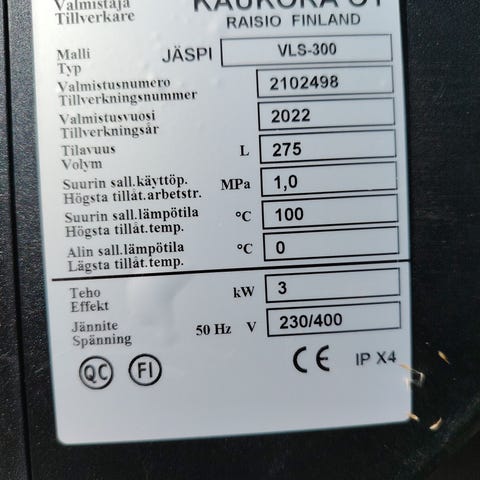 Valmistaja KAUKORA OY
Tillverkare RAISIO FINLAND
Malli JÄSPI VLS-300
Typ
Valmistusnumero 2102498
Tillverkningsnummer
Valmistusvuosi 2022
Tillverkningsår
Tilavuus L 275
Volym
Suurin sall.käyttöp. MPa 1,0
Högsta tillåt.arbetstr.
Suurin sall.lämpötila °C 100
Högsta tillåt.temp.
Alin sall.lämpötila °C 0
Lägsta tillåt.temp.
Teho kW 3
Effekt
Jännite 50 Hz V 230/400
Spänning
QC FI CE IP X4